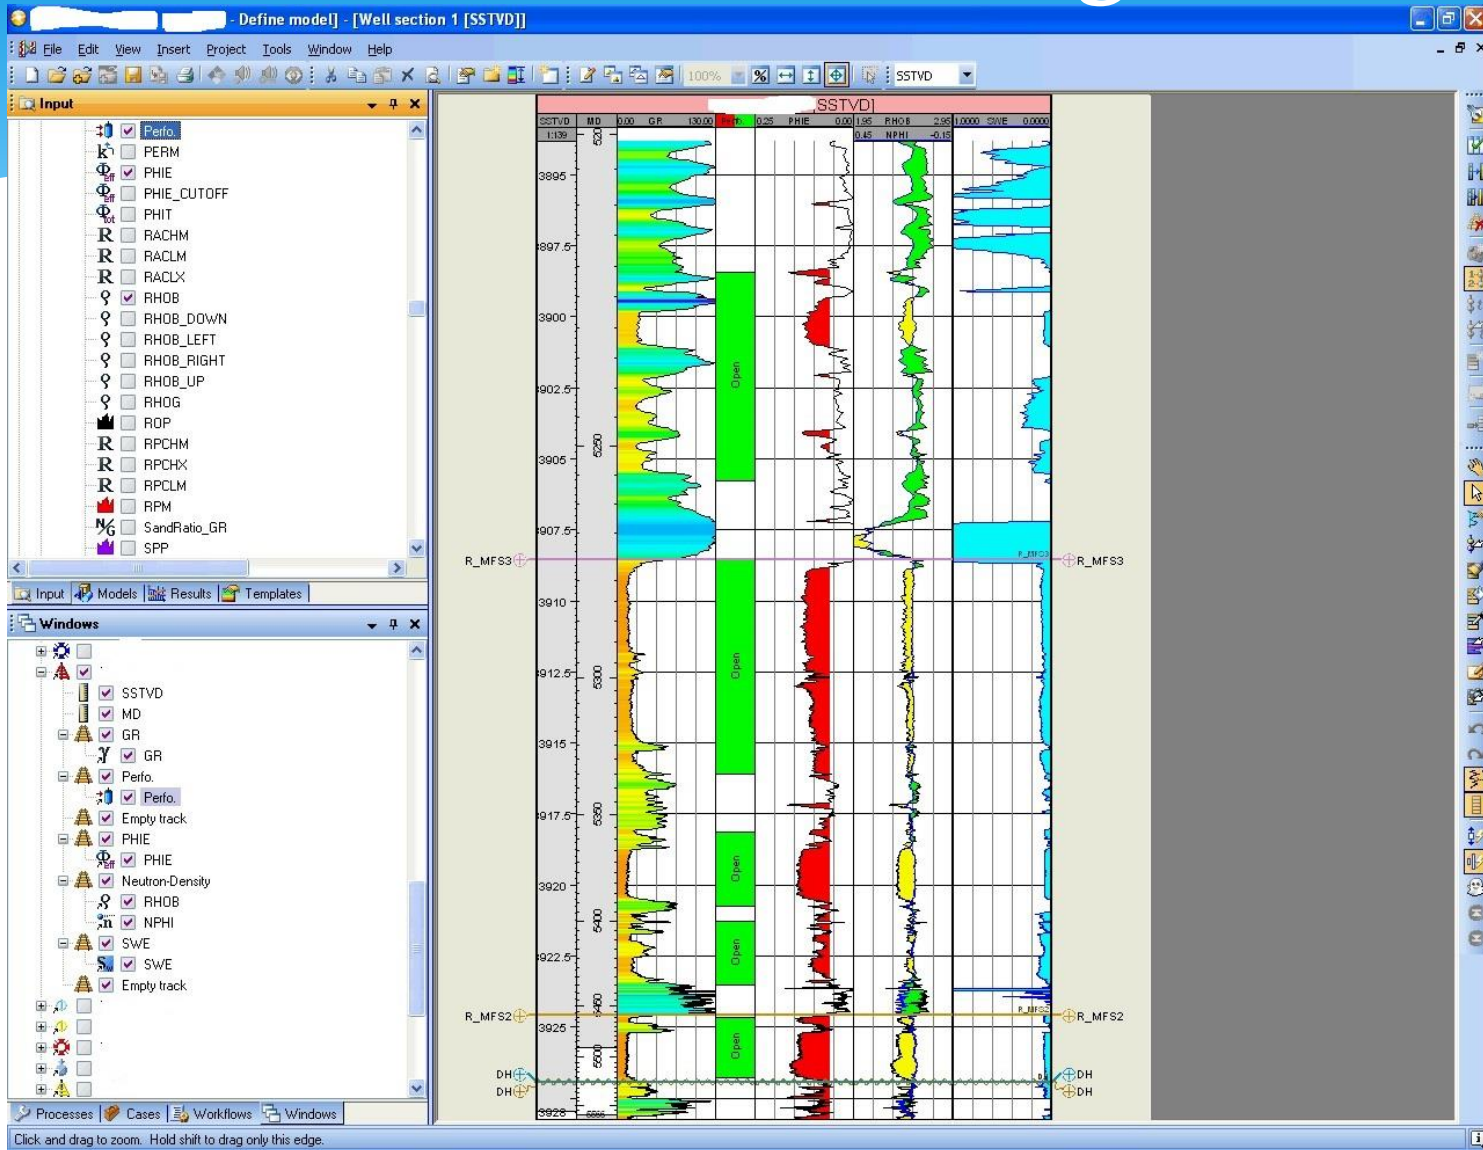 - Define model] - [Well section 1 [SSTVD]]
File Edit View Insert Project Tools Window Help
100% % SSTVD
Input
Perfo.
PERM
PHIE
PHIE_CUTOFF
PHIT
RACHM
RACLM
RACLX
RHOB
RHOB_DOWN
RHOB_LEFT
RHOB_RIGHT
RHOB_UP
RHOG
ROP
RPCHM
RPCHX
RPCLM
RPM
SandRatio_GR
SPP
Input Models Results Templates
Windows
SSTVD
MD
GR
GR
Perfo.
Perfo.
Empty track
PHIE
PHIE
Neutron-Density
RHOB
NPHI
SWE
SWE
Empty track
Processes Cases Workflows Windows
Click and drag to zoom. Hold shift to drag only this edge.
SSTVD]
SSTVD MD 0.00 GR 130.00 Perfo. 0.25 PHIE 0.00 1.95 RHOB 2.95 1.0000 SWE 0.0000
1:139 0.45 NPHI -0.15
3895
3897.5
3900
Open
3902.5
5250
3905
3907.5
R_MFS3 R_MFS3 R_MFS3
3910
Open
3912.5
5300
3915
3917.5
5350
Open
3920
5400
Open
3922.5
5450
R_MFS2 R_MFS2 R_MFS2
3925
Open
5500
DH DH
DH DH
3928